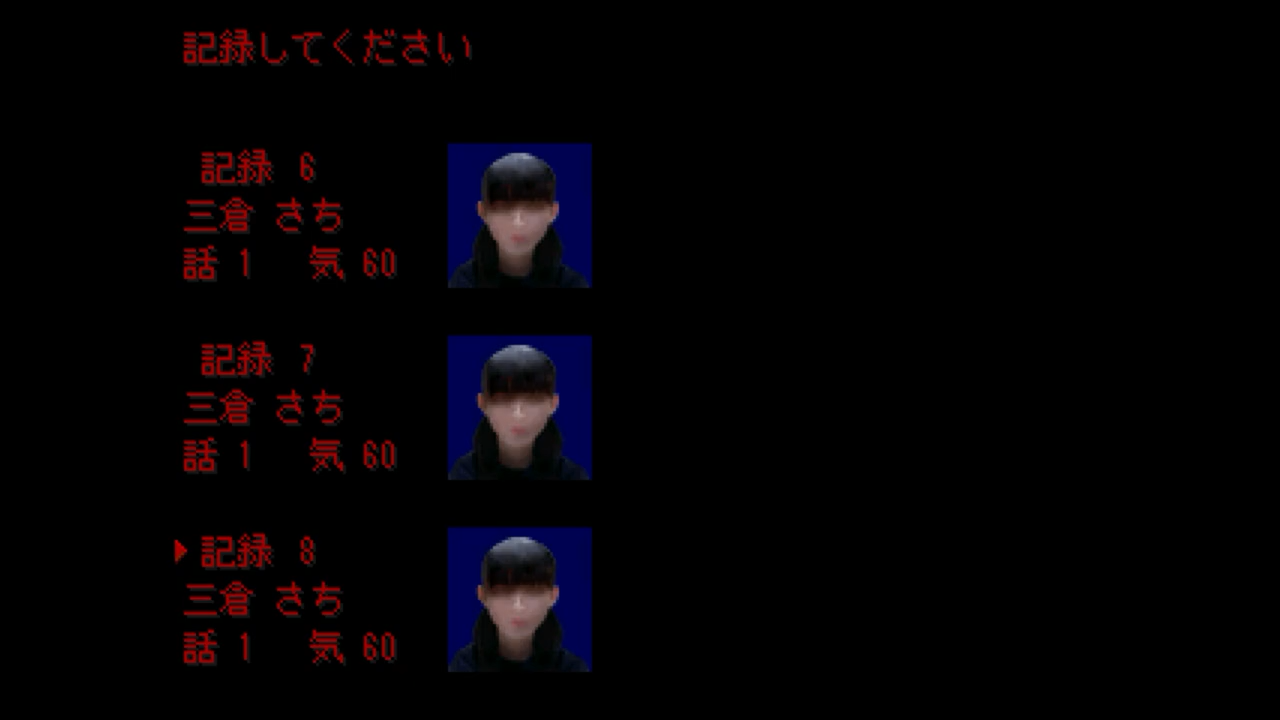 記録してください
記録 6
三倉 さち
話 1 気 60
記録 7
三倉 さち
話 1 気 60
記録 8
三倉 さち
話 1 気 60